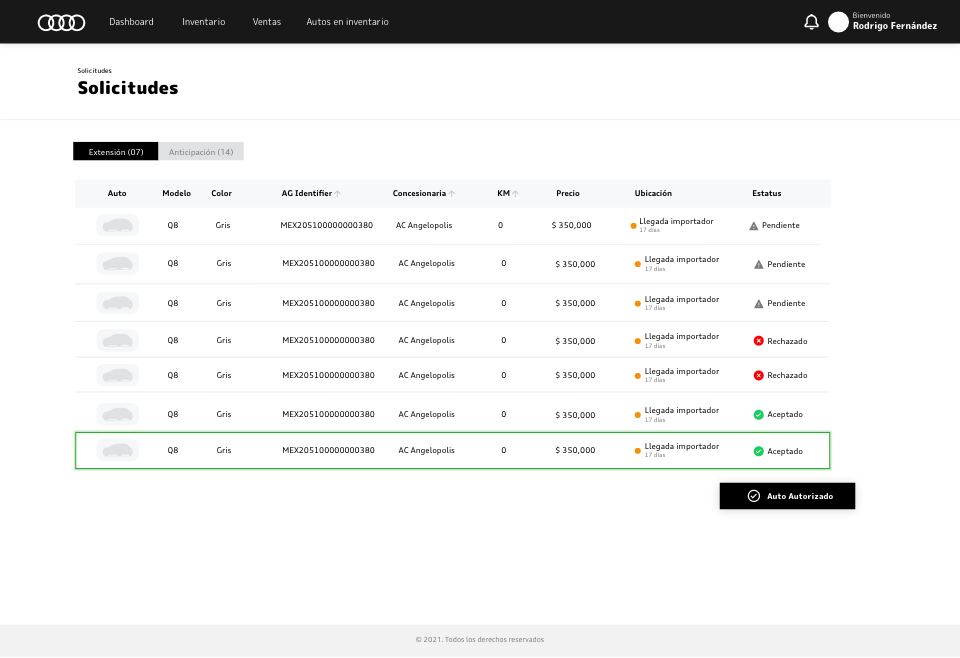 Dashboard Inventario Ventas Autos en inventario Bienvenido
Rodrigo Fernández
Solicitudes
Solicitudes
Extensión (07) Anticipación (14)
Auto Modelo Color AG Identifier Concesionaria KM Precio Ubicación Estatus
Q8 Gris MEX205100000000380 AC Angelopolis 0 $ 350,000 Llegada importador Pendiente
17 días
Q8 Gris MEX205100000000380 AC Angelopolis 0 $ 350,000 Llegada importador Pendiente
17 días
Q8 Gris MEX205100000000380 AC Angelopolis 0 $ 350,000 Llegada importador Pendiente
17 días
Q8 Gris MEX205100000000380 AC Angelopolis 0 $ 350,000 Llegada importador Rechazado
17 días
Q8 Gris MEX205100000000380 AC Angelopolis 0 $ 350,000 Llegada importador Rechazado
17 días
Q8 Gris MEX205100000000380 AC Angelopolis 0 $ 350,000 Llegada importador Aceptado
17 días
Q8 Gris MEX205100000000380 AC Angelopolis 0 $ 350,000 Llegada importador Aceptado
17 días
Auto Autorizado
© 2021. Todos los derechos reservados